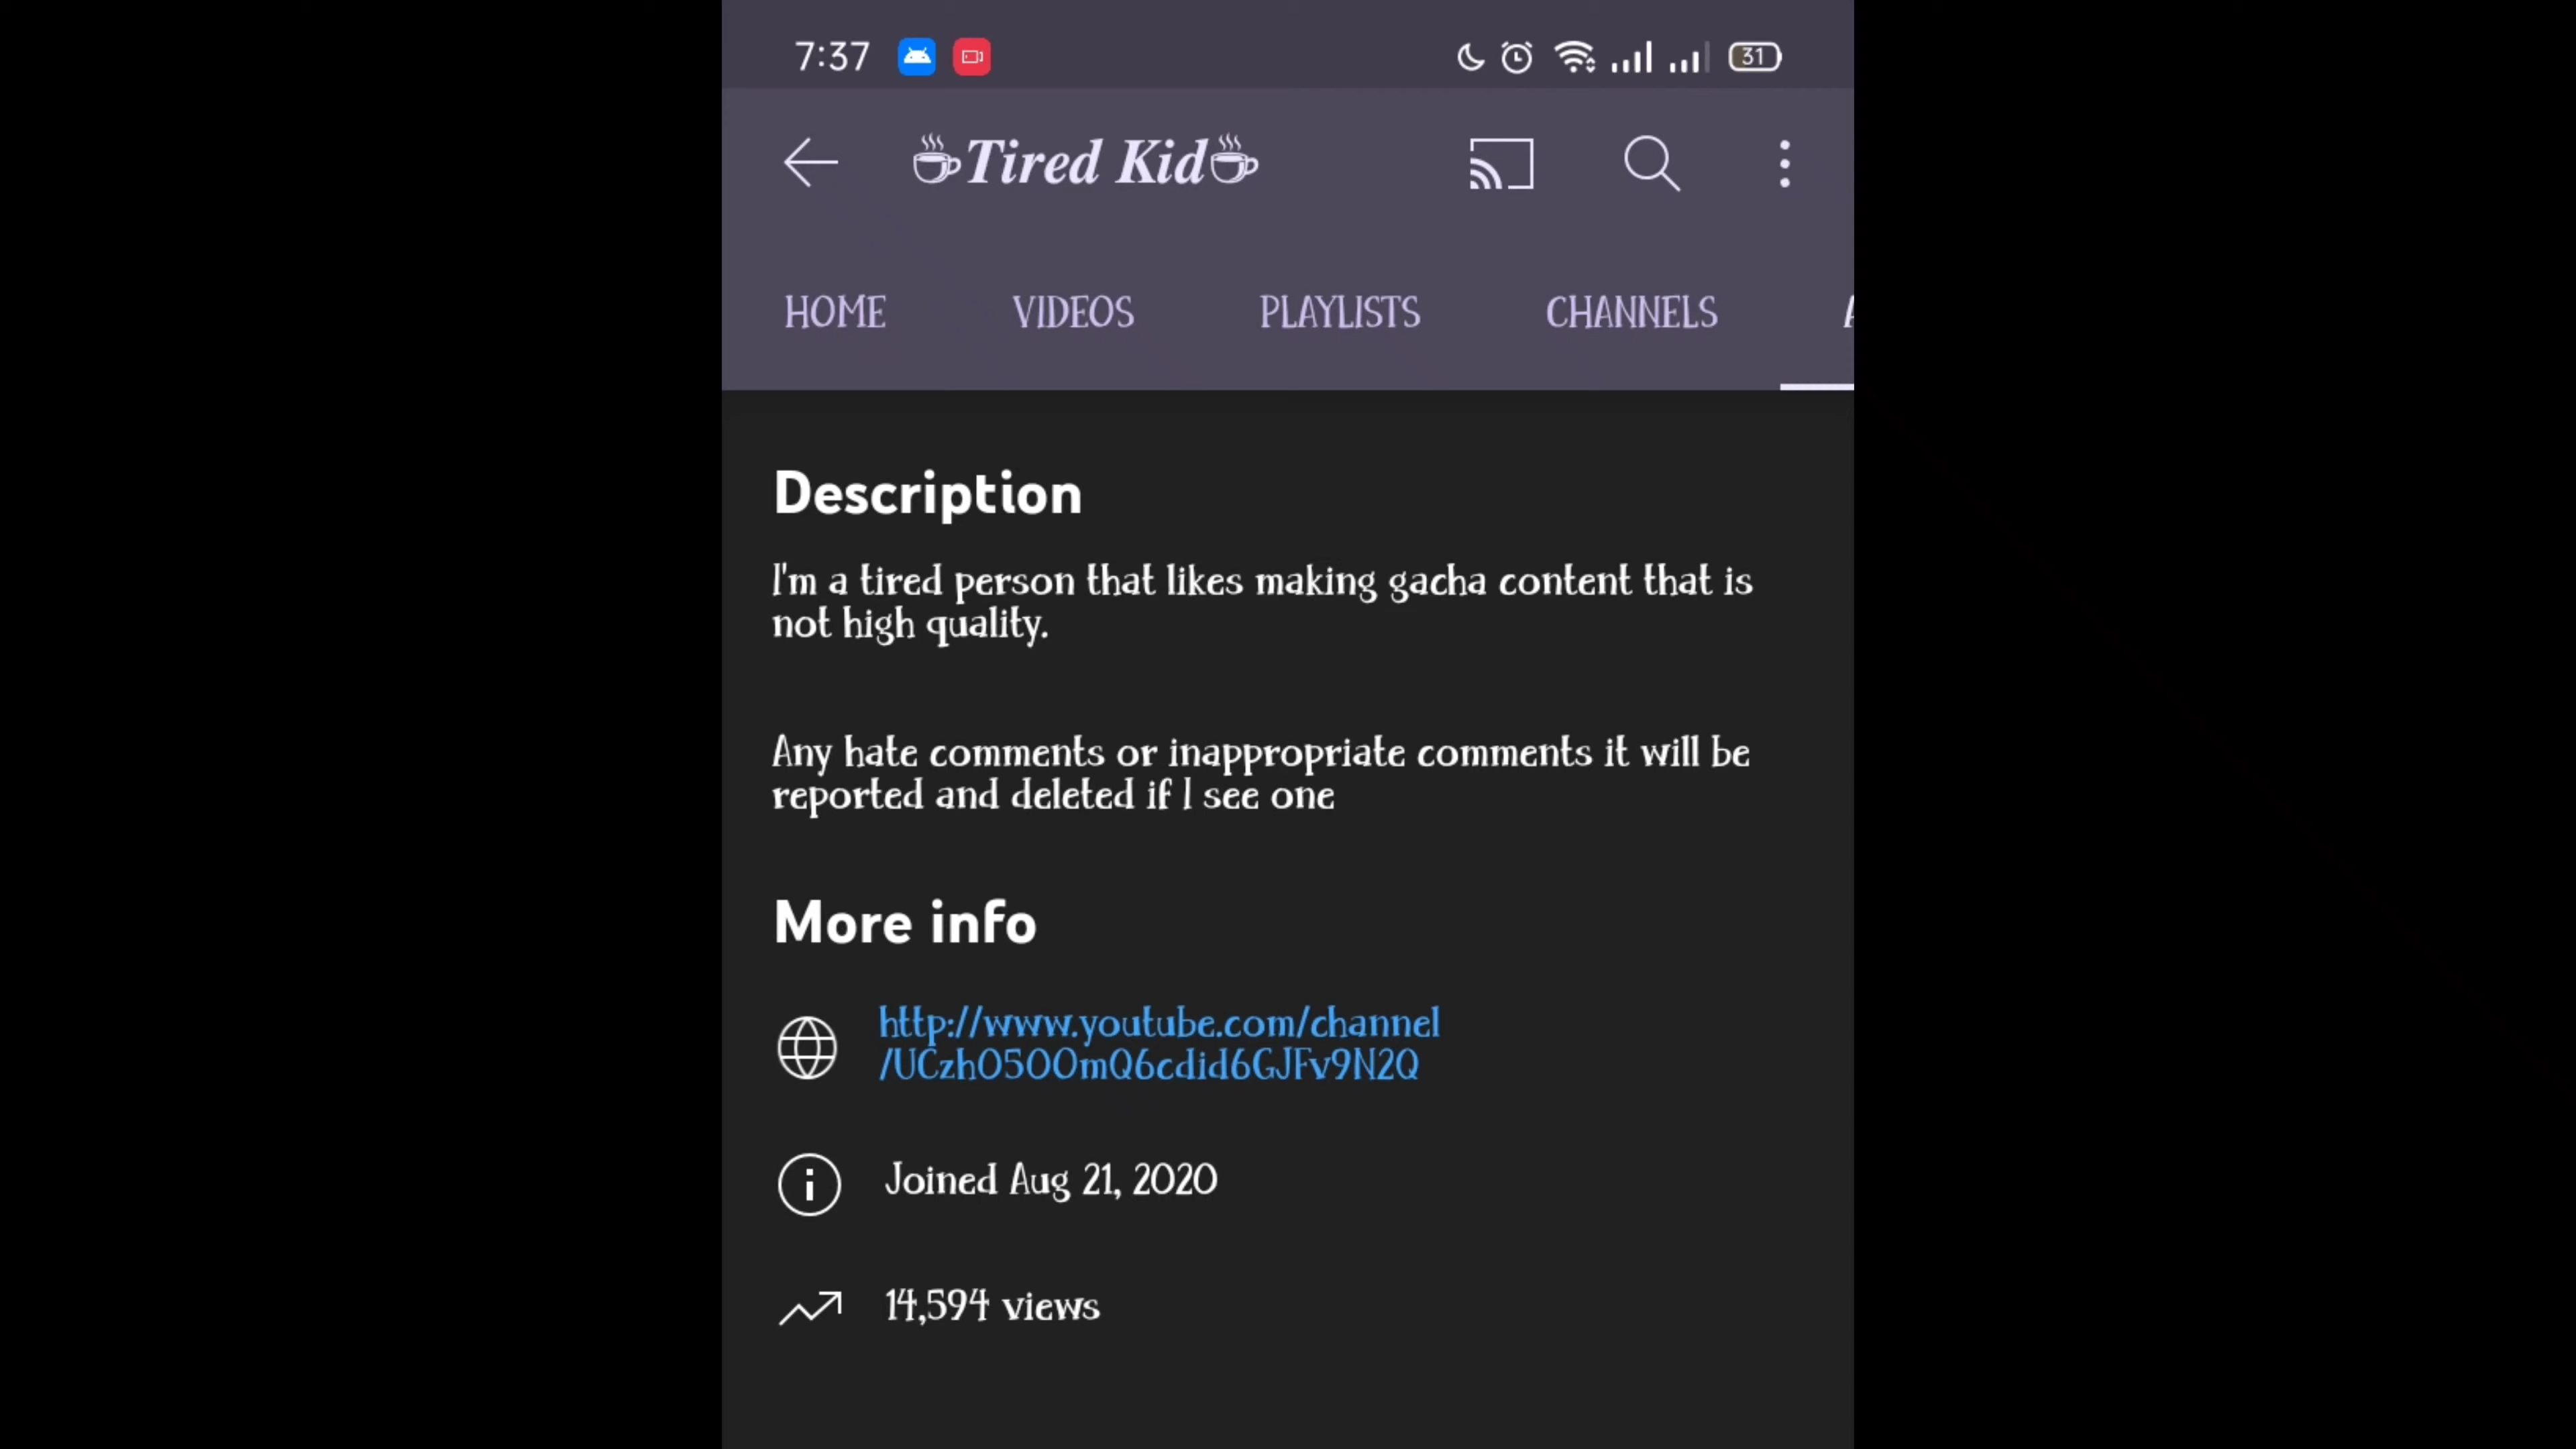 7:37
31
☕Tired Kid☕
HOME VIDEOS PLAYLISTS CHANNELS A
Description
I'm a tired person that likes making gacha content that is
not high quality.
Any hate comments or inappropriate comments it will be
reported and deleted if I see one
More info
http://www.youtube.com/channel
/UCzh0500mQ6cdid6GJFv9N2Q
Joined Aug 21, 2020
14,594 views